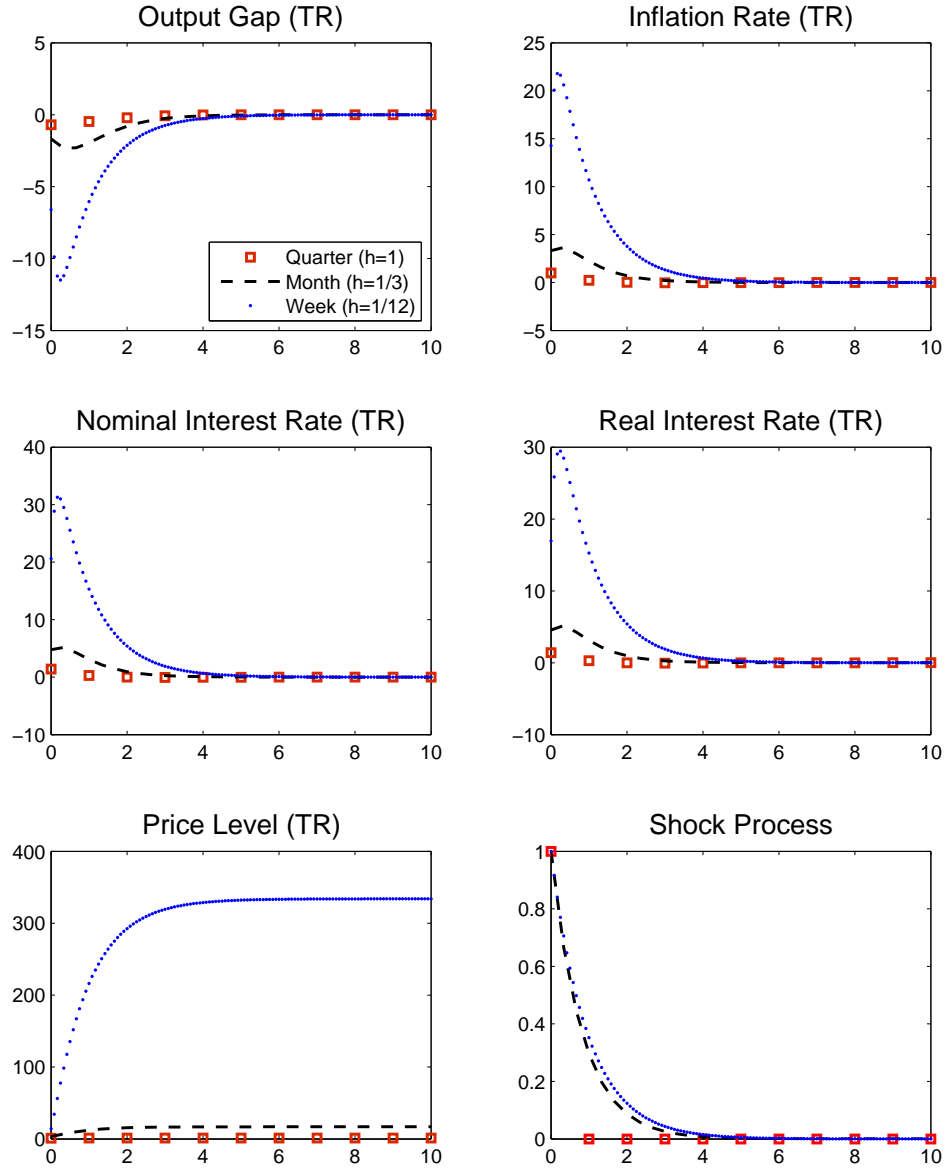 Output Gap (TR)
5
0
−5
−10
−15
0 2 4 6 8 10
Quarter (h=1)
Month (h=1/3)
Week (h=1/12)
Inflation Rate (TR)
25
20
15
10
5
0
−5
0 2 4 6 8 10
Nominal Interest Rate (TR)
40
30
20
10
0
−10
0 2 4 6 8 10
Real Interest Rate (TR)
30
20
10
0
−10
0 2 4 6 8 10
Price Level (TR)
400
300
200
100
0
0 2 4 6 8 10
Shock Process
1
0.8
0.6
0.4
0.2
0
0 2 4 6 8 10